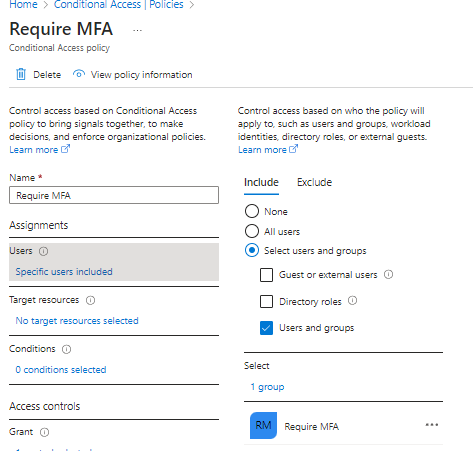 Home > Conditional Access | Policies >
Require MFA ...
Conditional Access policy
Delete View policy information
Control access based on Conditional Access
policy to bring signals together, to make
decisions, and enforce organizational policies.
Learn more
Name *
Require MFA
Assignments
Users
Specific users included
Target resources
No target resources selected
Conditions
0 conditions selected
Access controls
Grant
Control access based on who the policy will
apply to, such as users and groups, workload
identities, directory roles, or external guests.
Learn more
Include Exclude
None
All users
Select users and groups
Guest or external users
Directory roles
Users and groups
Select
1 group
RM Require MFA ...